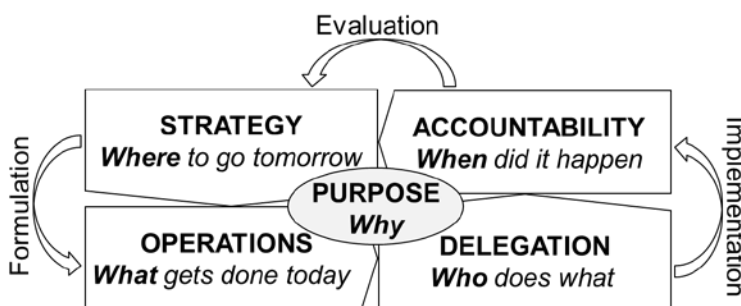 Evaluation
STRATEGY
Where to go tomorrow
ACCOUNTABILITY
When did it happen
Formulation
PURPOSE
Why
Implementation
OPERATIONS
What gets done today
DELEGATION
Who does what